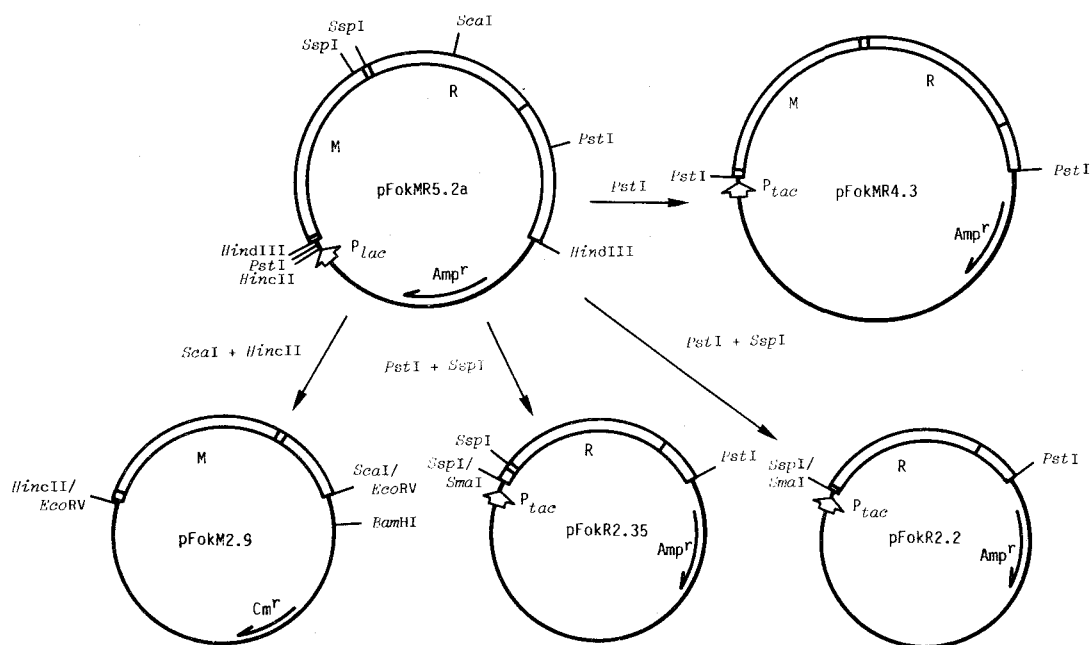 SspI
SspI
ScaI
R
M
PstI
pFokMR5.2a
HindIII
PstI
HincII
Plac
Ampr
HindIII
PstI
M
R
PstI
Ptac
PstI
pFokMR4.3
Ampr
ScaI + HincII
PstI + SspI
PstI + SspI
M
HincII/
EcoRV
ScaI/
EcoRV
BamHI
pFokM2.9
Cmr
SspI
SspI/
SmaI
R
PstI
Ptac
pFokR2.35
Ampr
SspI/
SmaI
R
PstI
Ptac
pFokR2.2
Ampr